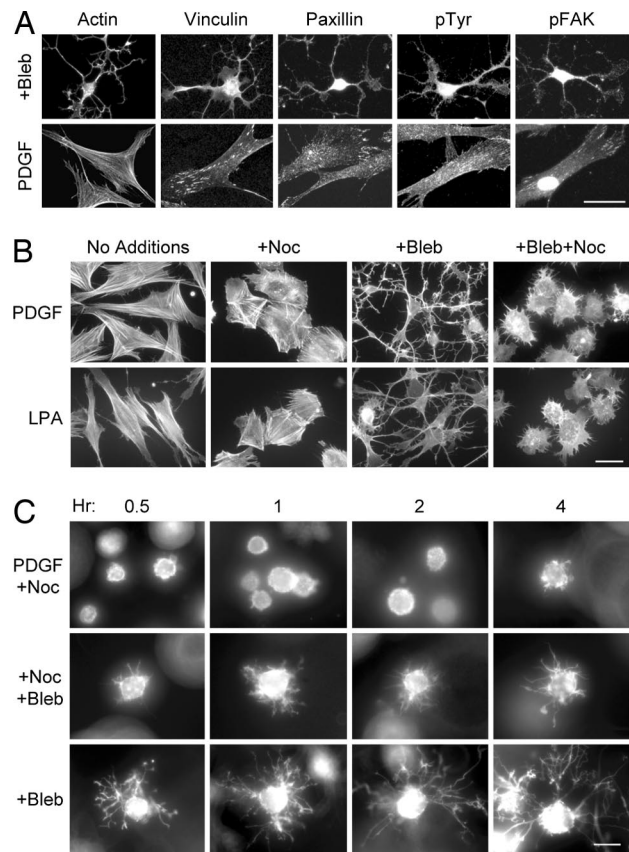 A
Actin Vinculin Paxillin pTyr pFAK
+Bleb
PDGF
B
No Additions +Noc +Bleb +Bleb+Noc
PDGF
LPA
C
Hr: 0.5 1 2 4
PDGF
+Noc
+Noc
+Bleb
+Bleb